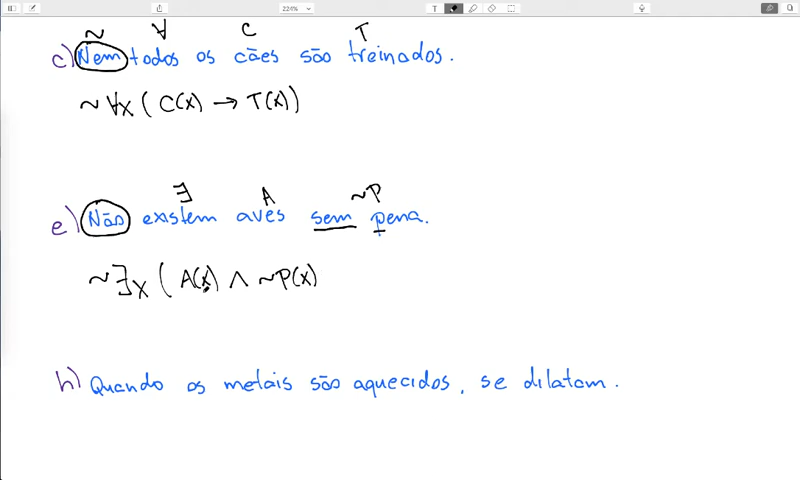 224%
~ ∀ C T
c) Nem todos os cães são treinados.
~∀x ( C(x) → T(x))
∃ A ~P
e) Não existem aves sem pena.
~∃x ( A(x) ∧ ~P(x)
h) Quando os metais são aquecidos, se dilatam.